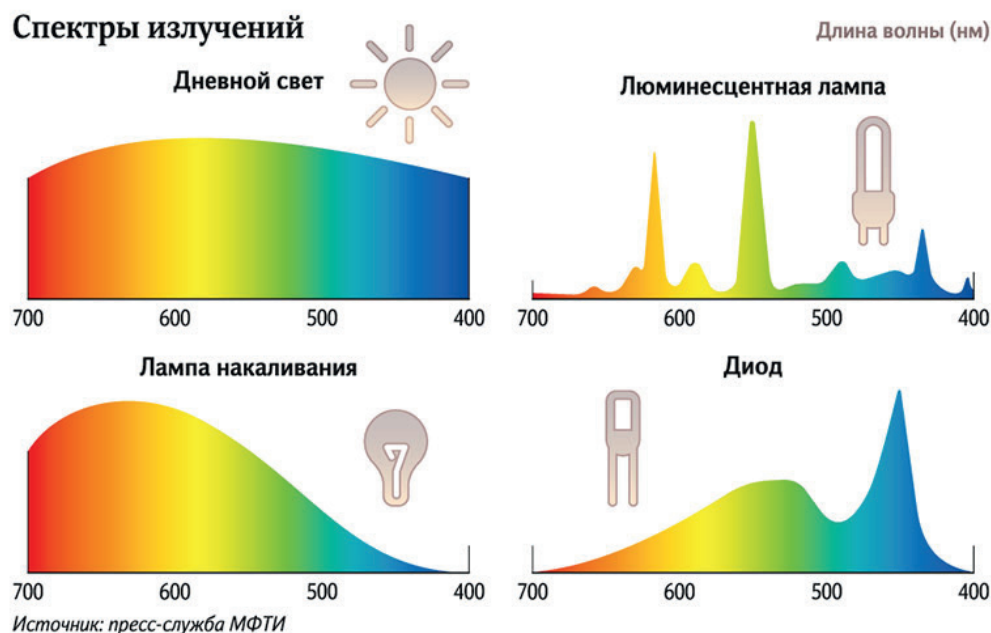 Спектры излучений
Длина волны (нм)
Дневной свет
700 600 500 400
Люминесцентная лампа
700 600 500 400
Лампа накаливания
700 600 500 400
Диод
700 600 500 400
Источник: пресс-служба МФТИ